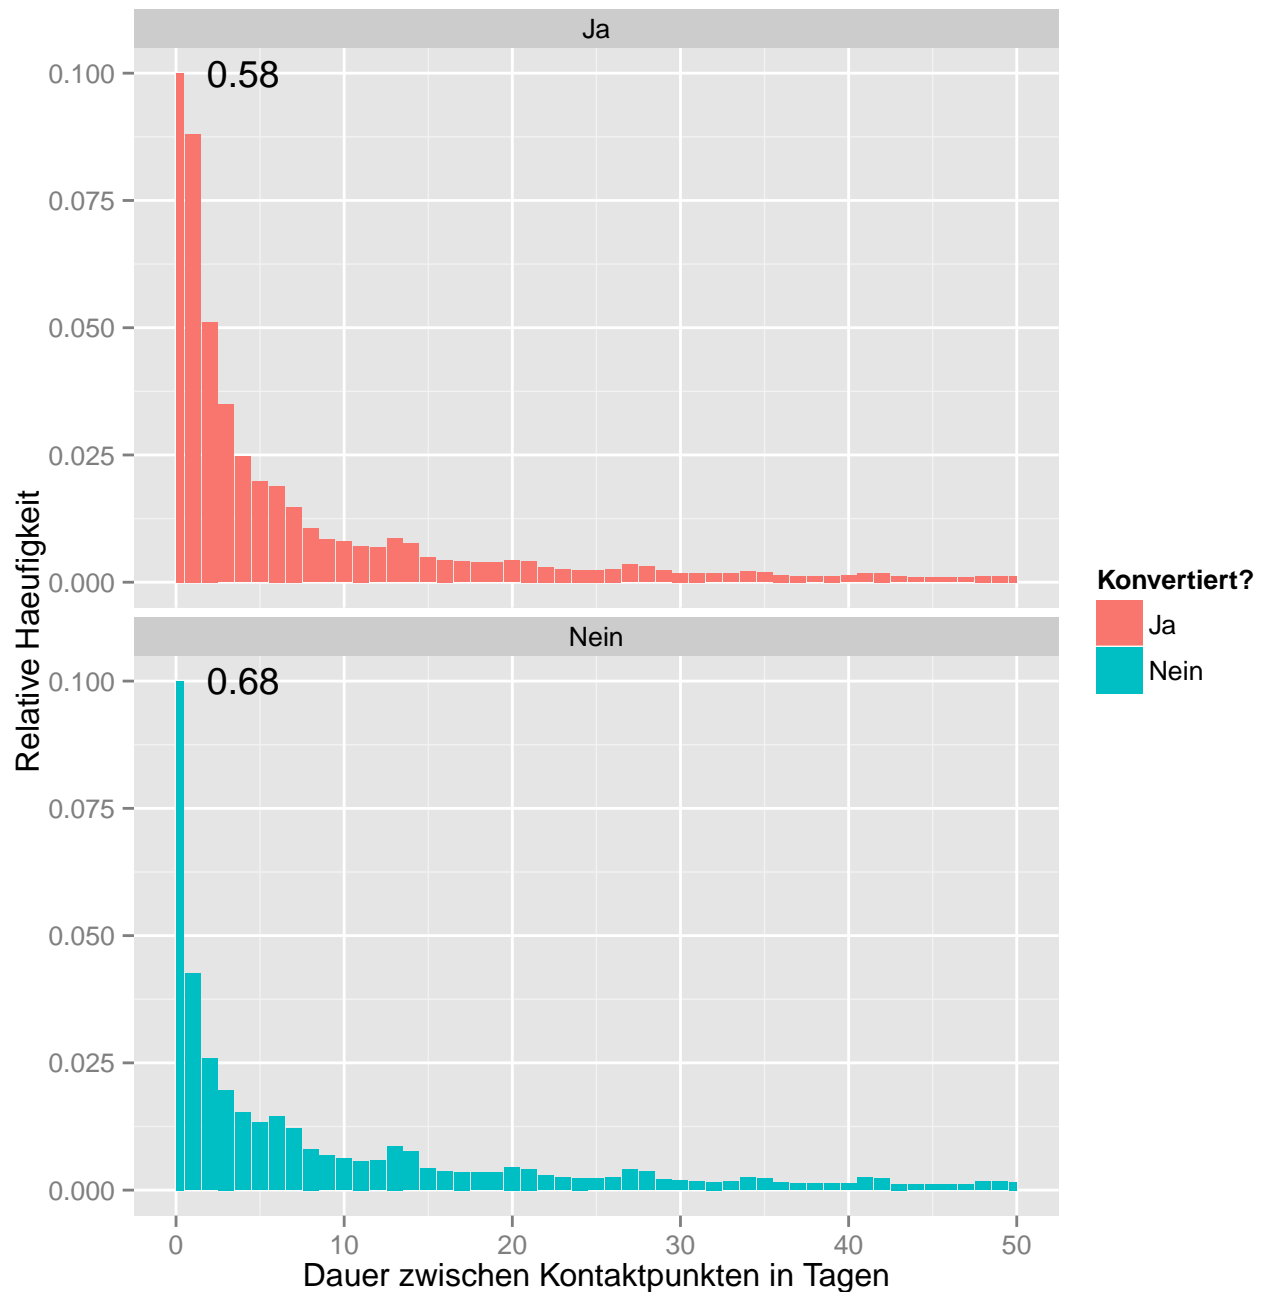 Ja
0.58
0.100
0.075
0.050
0.025
0.000
Relative Haeufigkeit
Nein
0.68
0.100
0.075
0.050
0.025
0.000
0 10 20 30 40 50
Dauer zwischen Kontaktpunkten in Tagen
Konvertiert?
Ja
Nein